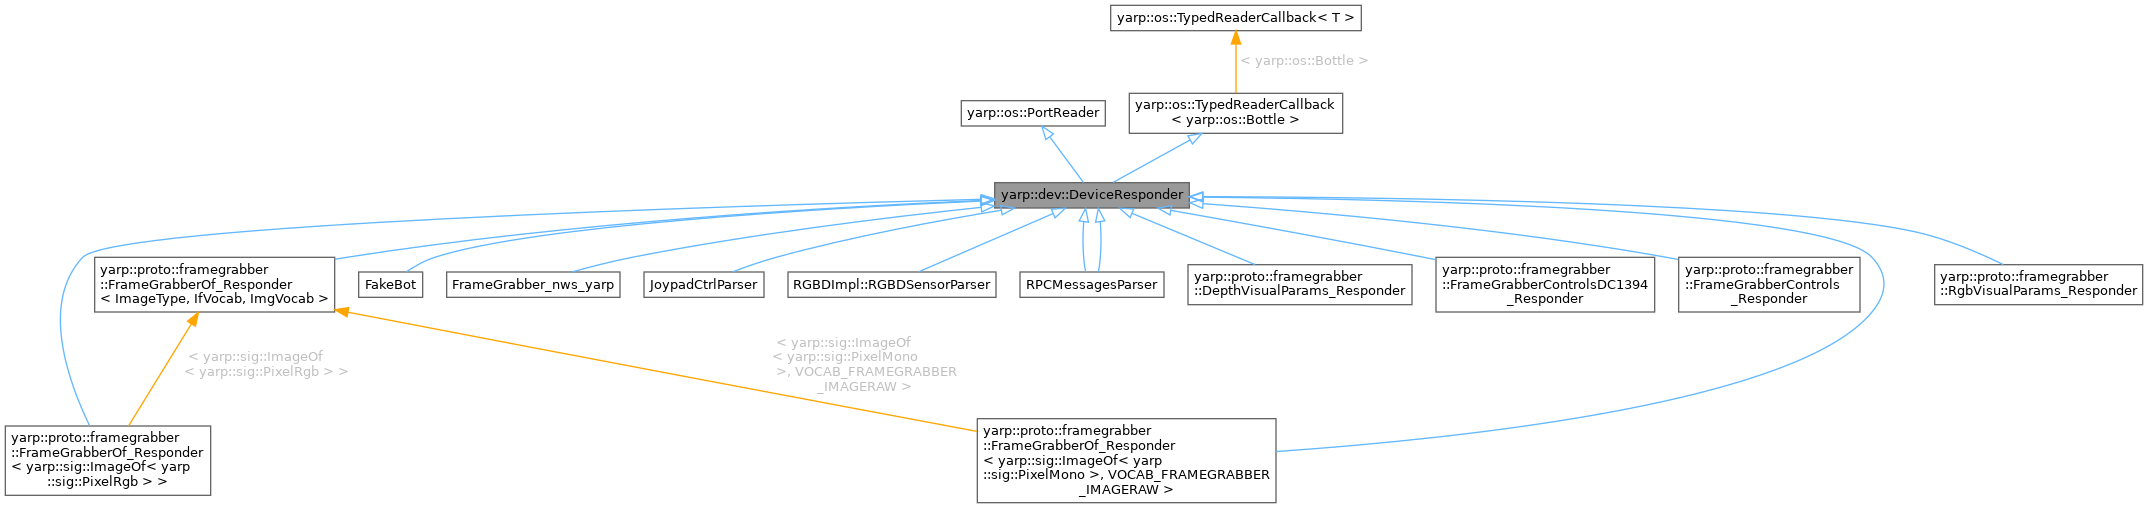 yarp::os::TypedReaderCallback< T >
< yarp::os::Bottle >
yarp::os::PortReader
yarp::os::TypedReaderCallback
< yarp::os::Bottle >
yarp::dev::DeviceResponder
yarp::proto::framegrabber
::FrameGrabberOf_Responder
< ImageType, IfVocab, ImgVocab >
FakeBot
FrameGrabber_nws_yarp
JoypadCtrlParser
RGBDImpl::RGBDSensorParser
RPCMessagesParser
yarp::proto::framegrabber
::DepthVisualParams_Responder
yarp::proto::framegrabber
::FrameGrabberControlsDC1394
_Responder
yarp::proto::framegrabber
::FrameGrabberControls
_Responder
yarp::proto::framegrabber
::RgbVisualParams_Responder
< yarp::sig::ImageOf
< yarp::sig::PixelRgb > >
< yarp::sig::ImageOf
< yarp::sig::PixelMono
>, VOCAB_FRAMEGRABBER
_IMAGERAW >
yarp::proto::framegrabber
::FrameGrabberOf_Responder
< yarp::sig::ImageOf< yarp
::sig::PixelRgb > >
yarp::proto::framegrabber
::FrameGrabberOf_Responder
< yarp::sig::ImageOf< yarp
::sig::PixelMono >, VOCAB_FRAMEGRABBER
_IMAGERAW >